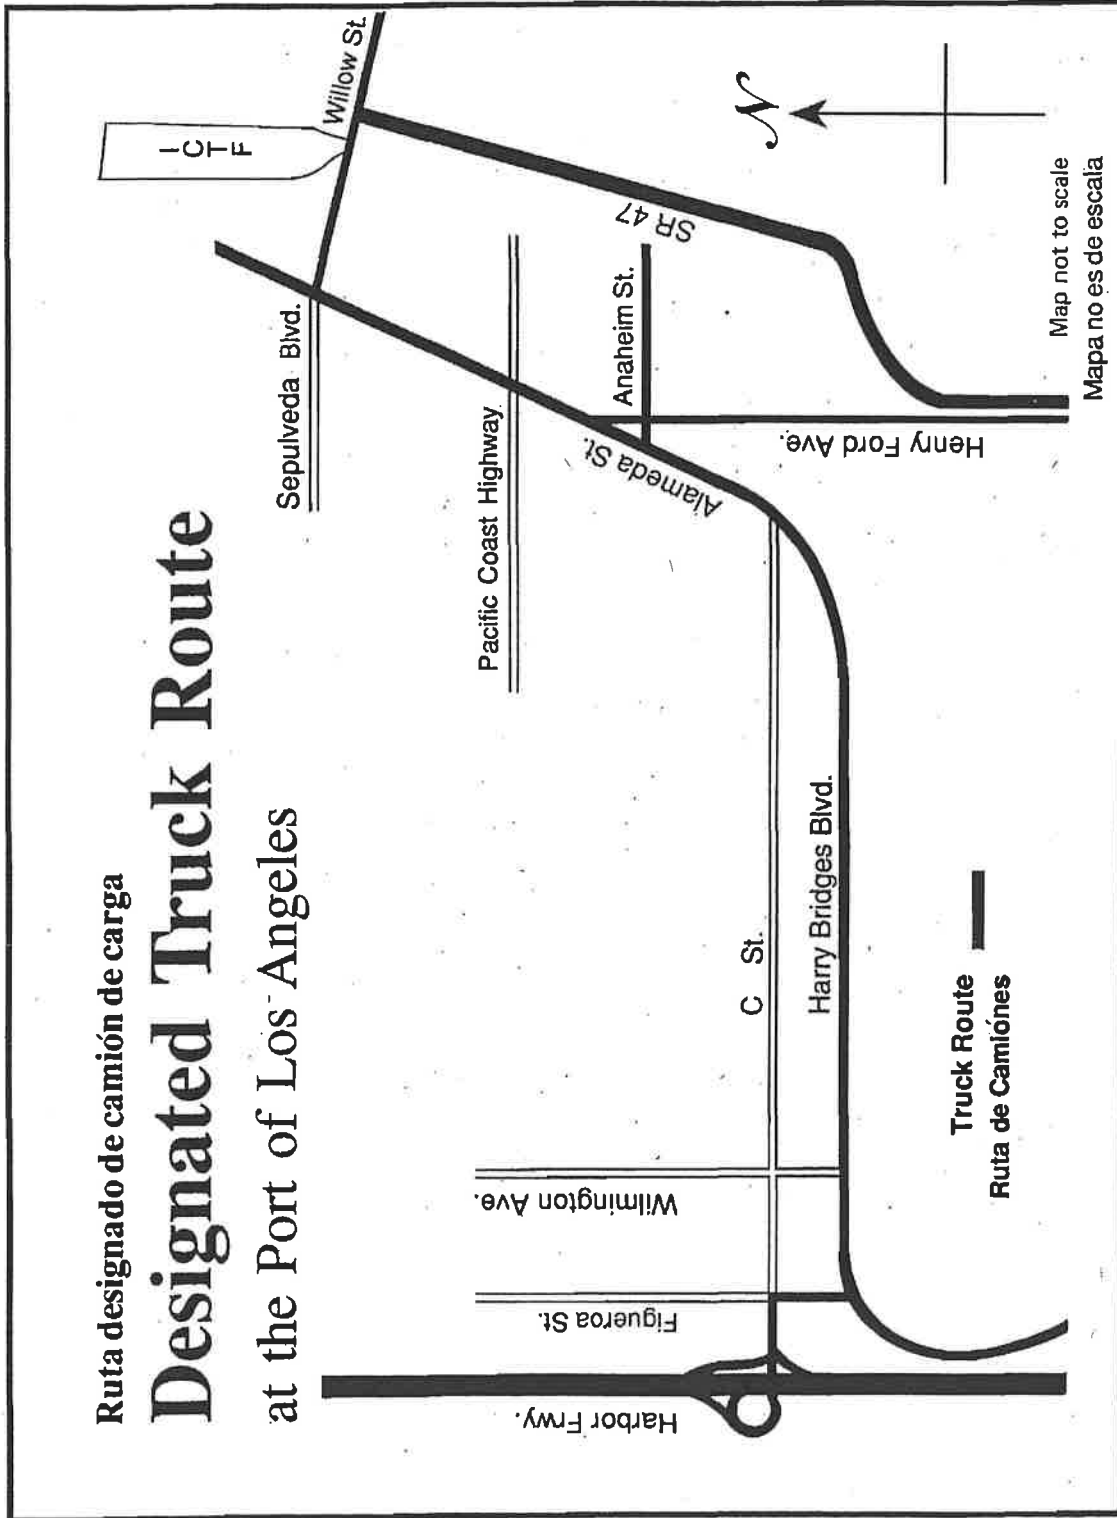 Ruta designado de camión de carga
Designated Truck Route
at the Port of Los Angeles
I
C
T
F
Willow St.
Sepulveda Blvd.
Pacific Coast Highway
SR 47
Anaheim St.
Alameda St.
Henry Ford Ave.
N
C St.
Harry Bridges Blvd.
Wilmington Ave.
Figueroa St.
Harbor Frwy.
Truck Route
Ruta de Camiónes
Map not to scale
Mapa no es de escala